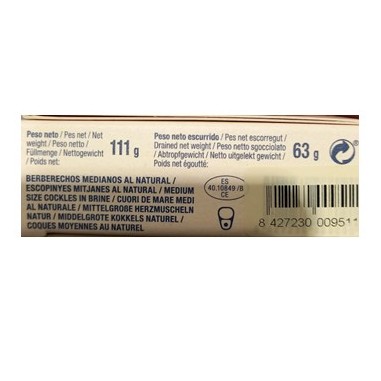 Peso neto / Pes net / Net
weight / Peso netto /
Füllmenge / Nettogewicht
/ Poids net:
111 g
Peso neto escurrido / Pes net escorregut /
Drained net weight / Peso netto sgocciolato
/ Abtropfgewicht / Netto uitgelekt gewicht /
Poids net égoutté:
63 g
BERBERECHOS MEDIANOS AL NATURAL /
ESCOPINYES MITJANES AL NATURAL / MEDIUM
SIZE COCKLES IN BRINE / CUORI DE MARE MEDI
AL NATURALE / MITTELGROBE HERZMUSCHELN
NATUR / MIDDELGROTE KOKKELS NATUREL /
COQUES MOYENNES AU NATUREL
ES
40.10849 /B
CE
8 427230 00951